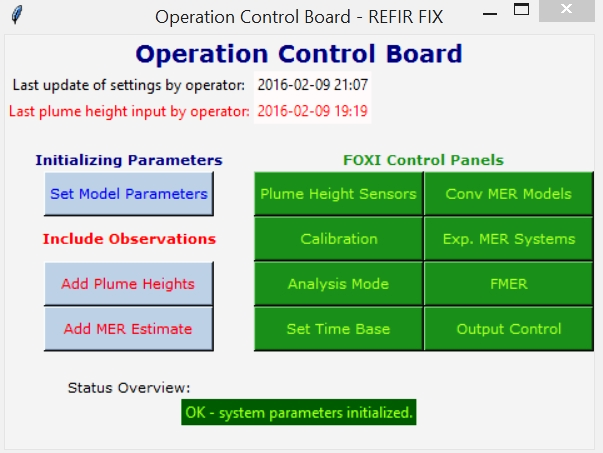 Operation Control Board - REFIR FIX
Operation Control Board
Last update of settings by operator: 2016-02-09 21:07
Last plume height input by operator: 2016-02-09 19:19
Initializing Parameters
FOXI Control Panels
Set Model Parameters
Plume Height Sensors
Conv MER Models
Include Observations
Calibration
Exp. MER Systems
Add Plume Heights
Analysis Mode
FMER
Add MER Estimate
Set Time Base
Output Control
Status Overview:
OK - system parameters initialized.